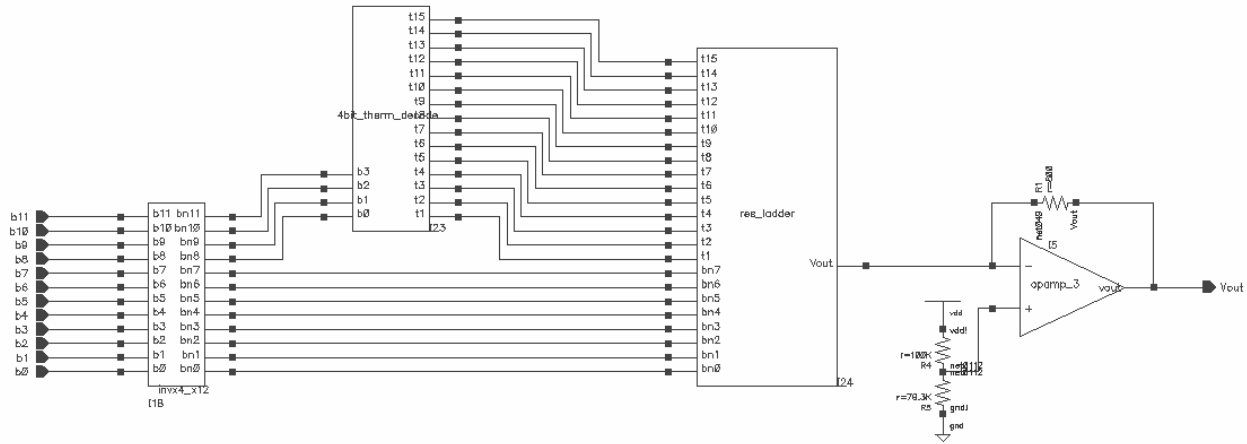 t15
t14
t13
t12
t11
t10
t9
t8
t7
t6
t5
t4
t3
t2
t1
4bit_therm_decode
b3
b2
b1
b0
I23
b11
b10
b9
b8
b7
b6
b5
b4
b3
b2
b1
b0
b11 bn11
b10 bn10
b9 bn9
b8 bn8
b7 bn7
b6 bn6
b5 bn5
b4 bn4
b3 bn3
b2 bn2
b1 bn1
b0 bn0
invx4_x12
I18
t15
t14
t13
t12
t11
t10
t9
t8
t7
t6
t5
t4
t3
t2
t1
bn7
bn6
bn5
bn4
bn3
bn2
bn1
bn0
res_ladder
Vout
I24
R1
r=800
net049
Vout
I5
opamp_3
vout
Vout
vdd
vdd!
r=100K
R4
net0112
r=78.3K
gnd!
gnd